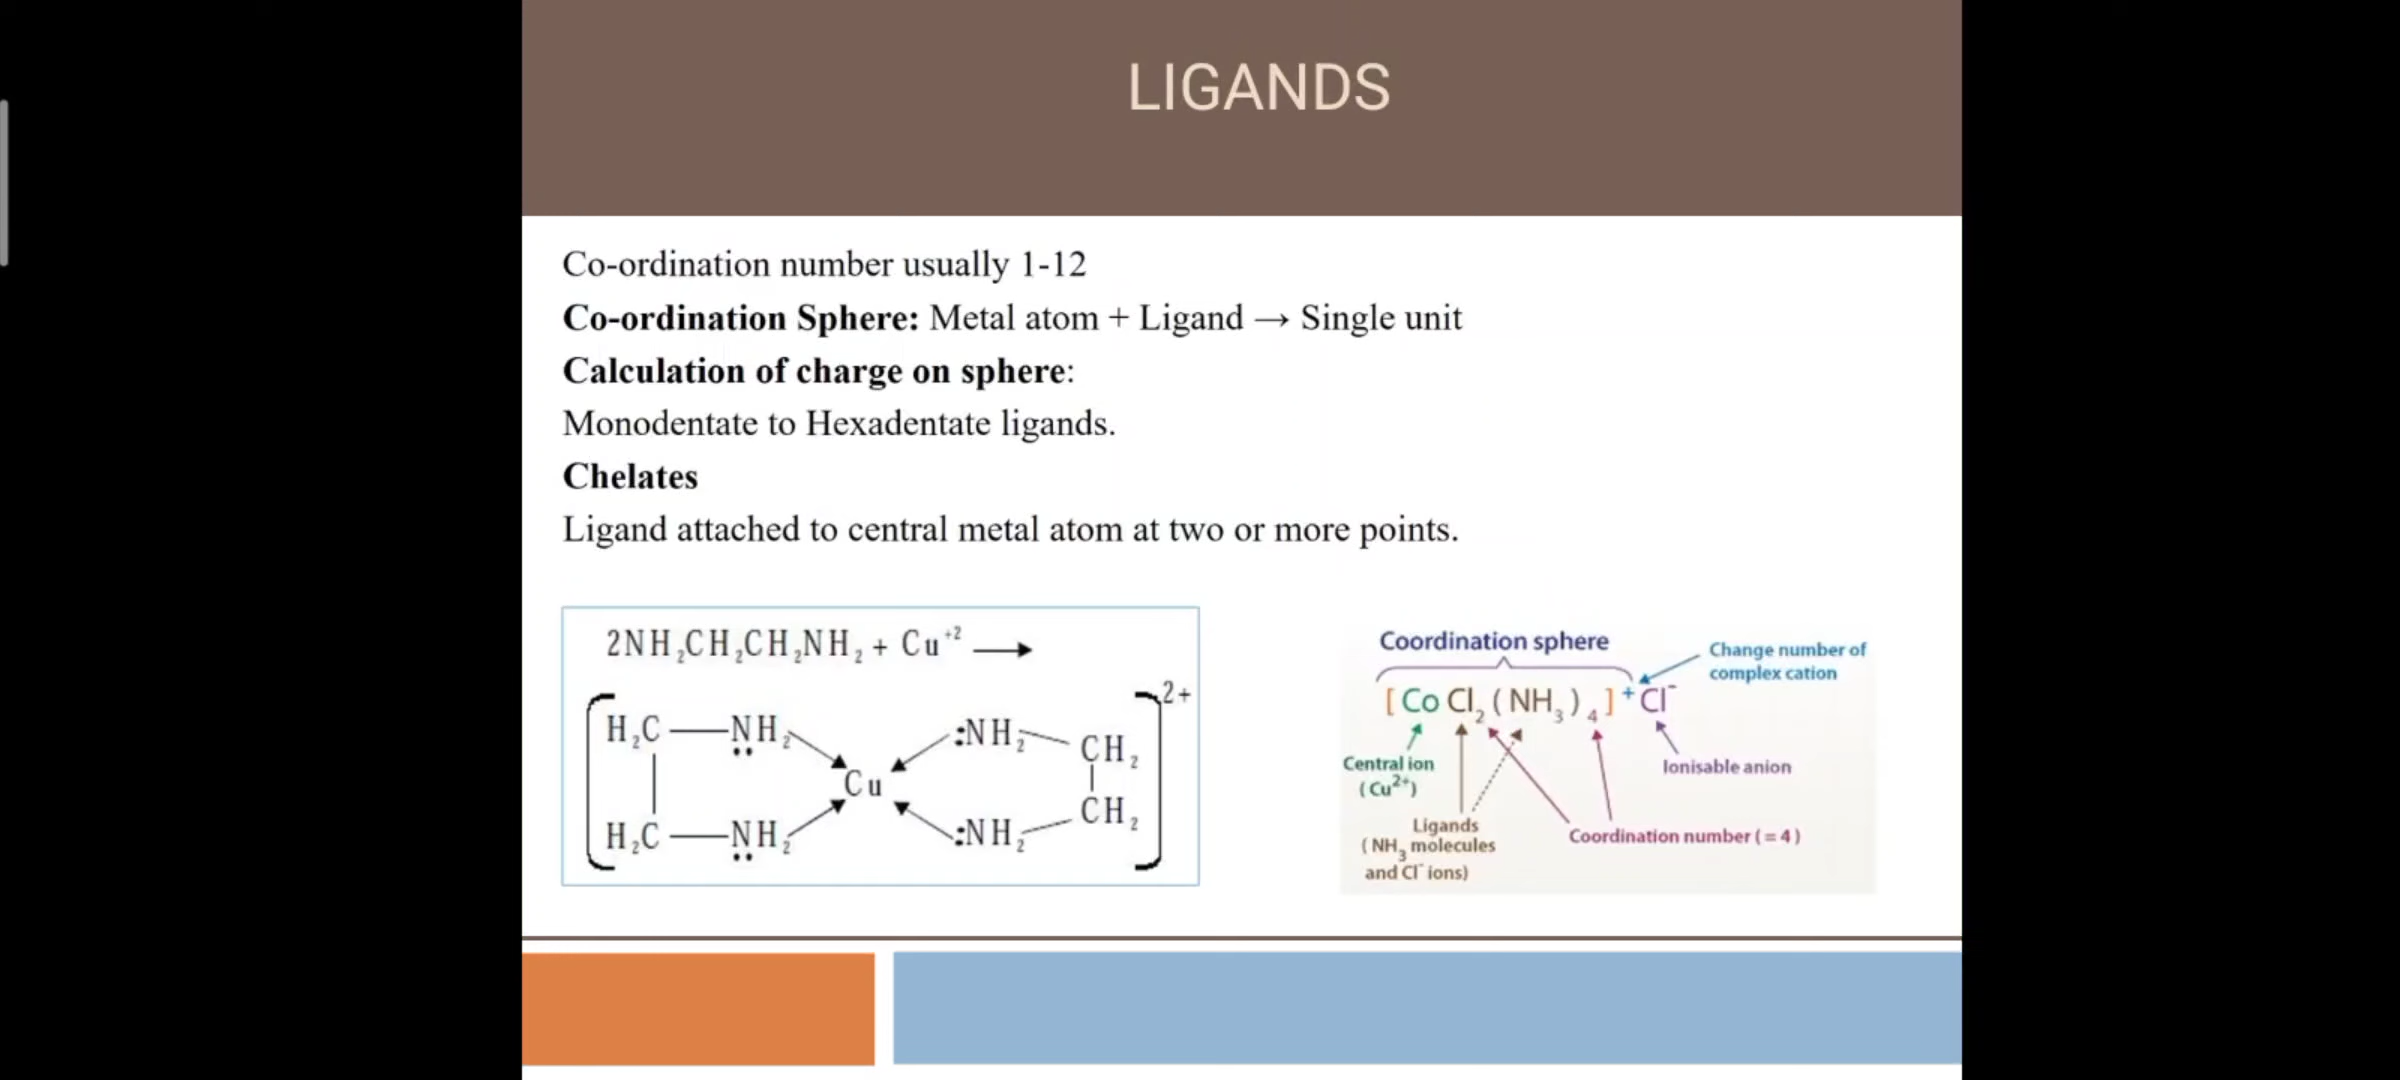 LIGANDS
Co-ordination number usually 1-12
Co-ordination Sphere: Metal atom + Ligand → Single unit
Calculation of charge on sphere:
Monodentate to Hexadentate ligands.
Chelates
Ligand attached to central metal atom at two or more points.
2NH₂CH₂CH₂NH₂ + Cu⁺² ⟶
2+
H₂C—NH₂ :NH₂ CH₂
Cu
H₂C—NH₂ :NH₂ CH₂
Coordination sphere
Change number of
complex cation
[ Co Cl₂ ( NH₃ )₄ ]⁺ Cl⁻
Central ion
(Cu²⁺)
Ionisable anion
Ligands
(NH₃ molecules
and Cl⁻ ions)
Coordination number (= 4)